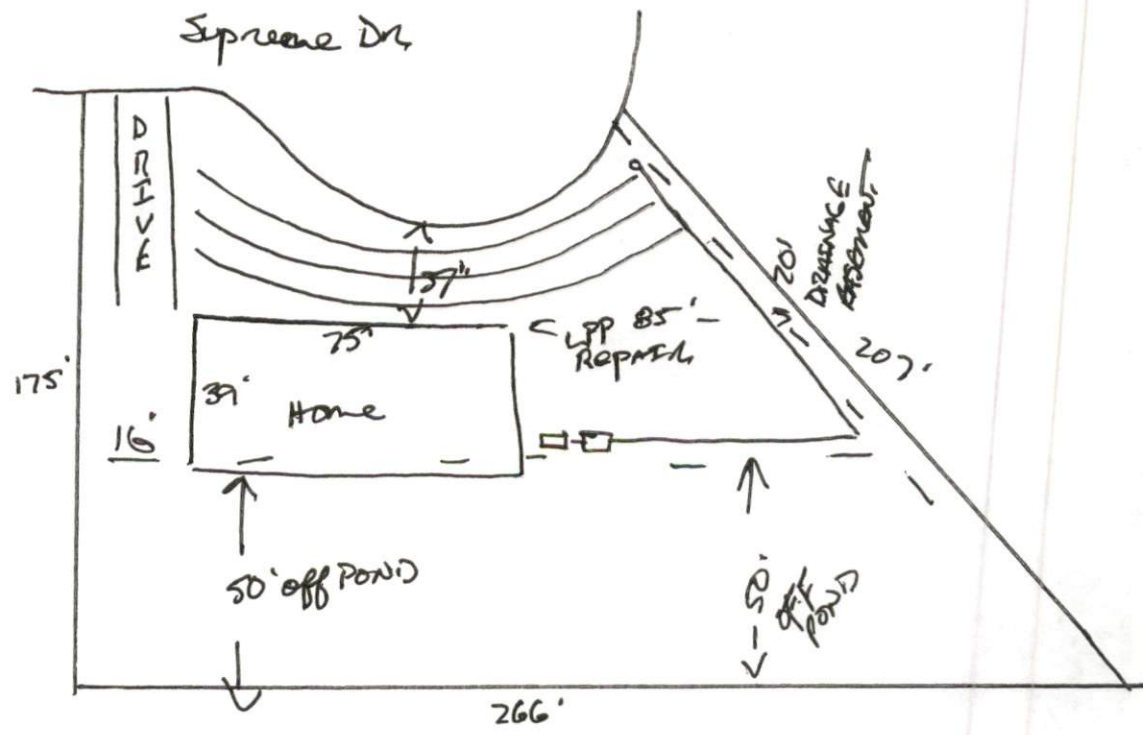 Supreme Dr.
DRIVE
37'
75'
< LPP 85' -
Repair
20'
DRAINAGE
EASEMENT
207'
175'
39'
Home
16'
50' off POND
50'
OFF
POND
266'